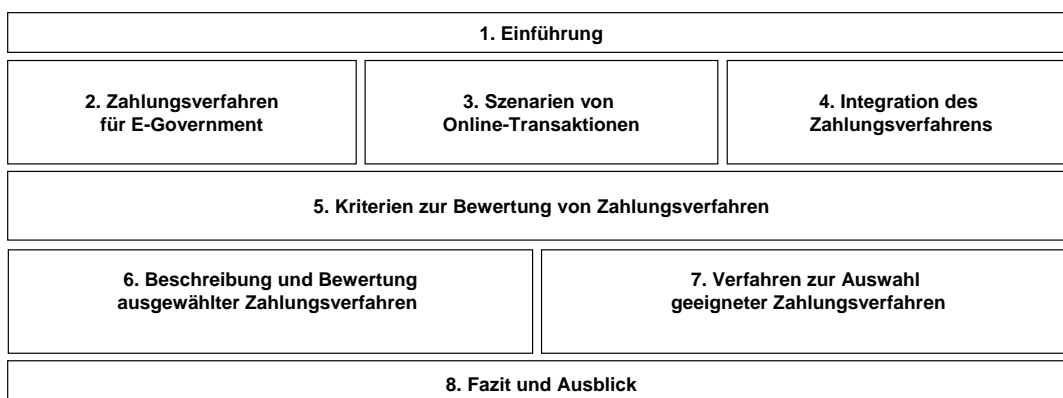 1. Einführung
2. Zahlungsverfahren
für E-Government
3. Szenarien von
Online-Transaktionen
4. Integration des
Zahlungsverfahrens
5. Kriterien zur Bewertung von Zahlungsverfahren
6. Beschreibung und Bewertung
ausgewählter Zahlungsverfahren
7. Verfahren zur Auswahl
geeigneter Zahlungsverfahren
8. Fazit und Ausblick